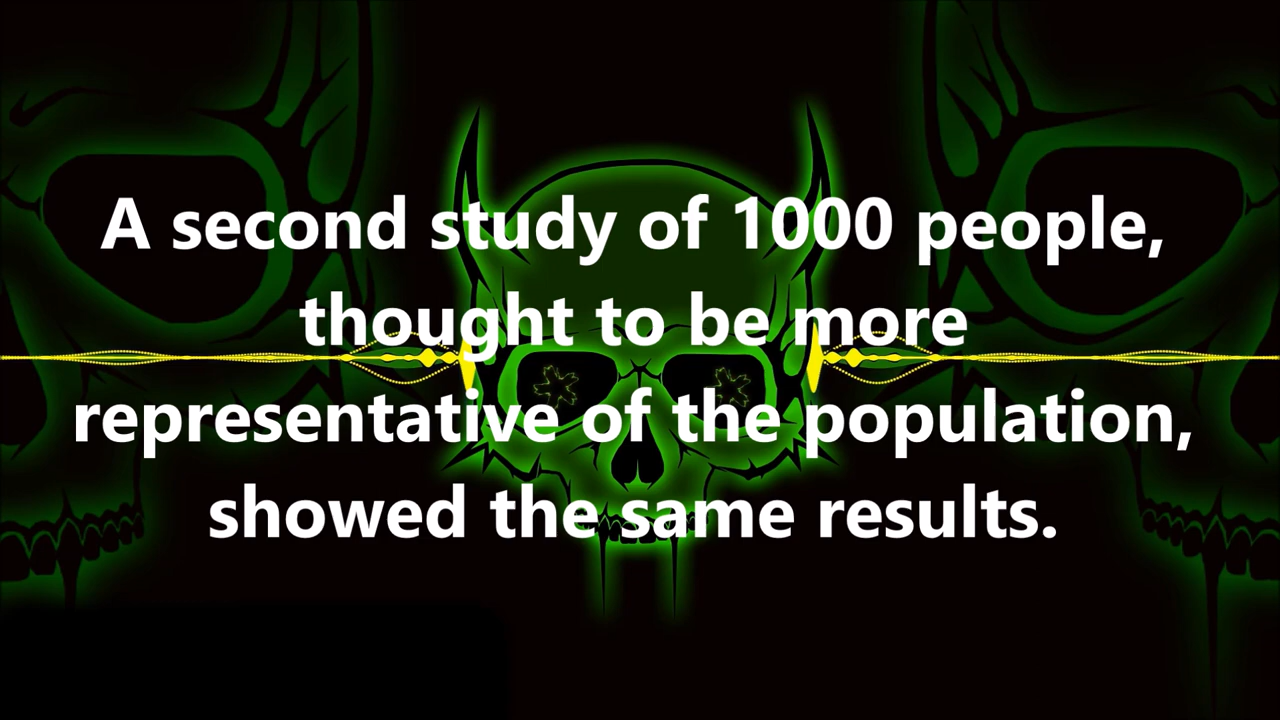 A second study of 1000 people,
thought to be more
representative of the population,
showed the same results.